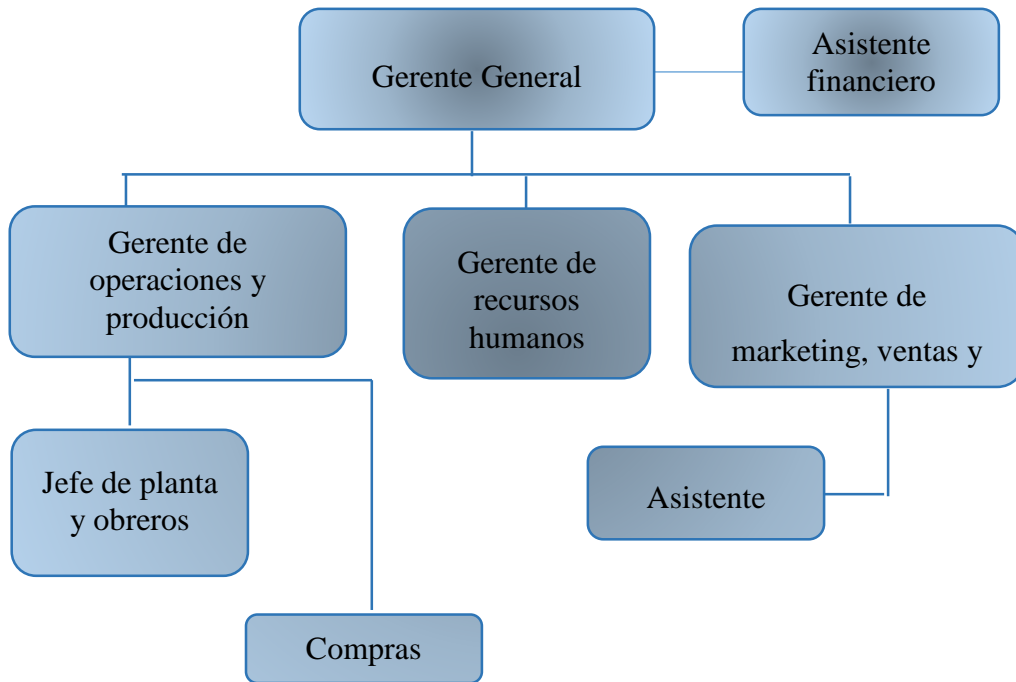 Gerente General
Asistente
financiero
Gerente de
operaciones y
producción
Gerente de
recursos
humanos
Gerente de
marketing, ventas y
Jefe de planta
y obreros
Asistente
Compras